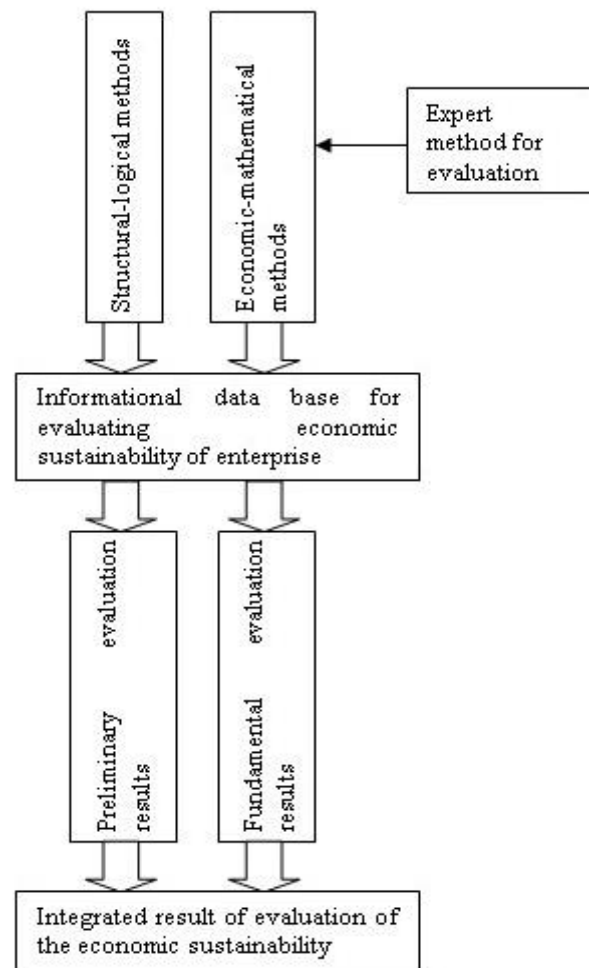 Structural-logical methods
Economic-mathematical
methods
Expert
method for
evaluation
Informational data base for
evaluating economic
sustainability of enterprise
Preliminary evaluation
results
Fundamental evaluation
results
Integrated result of evaluation of
the economic sustainability